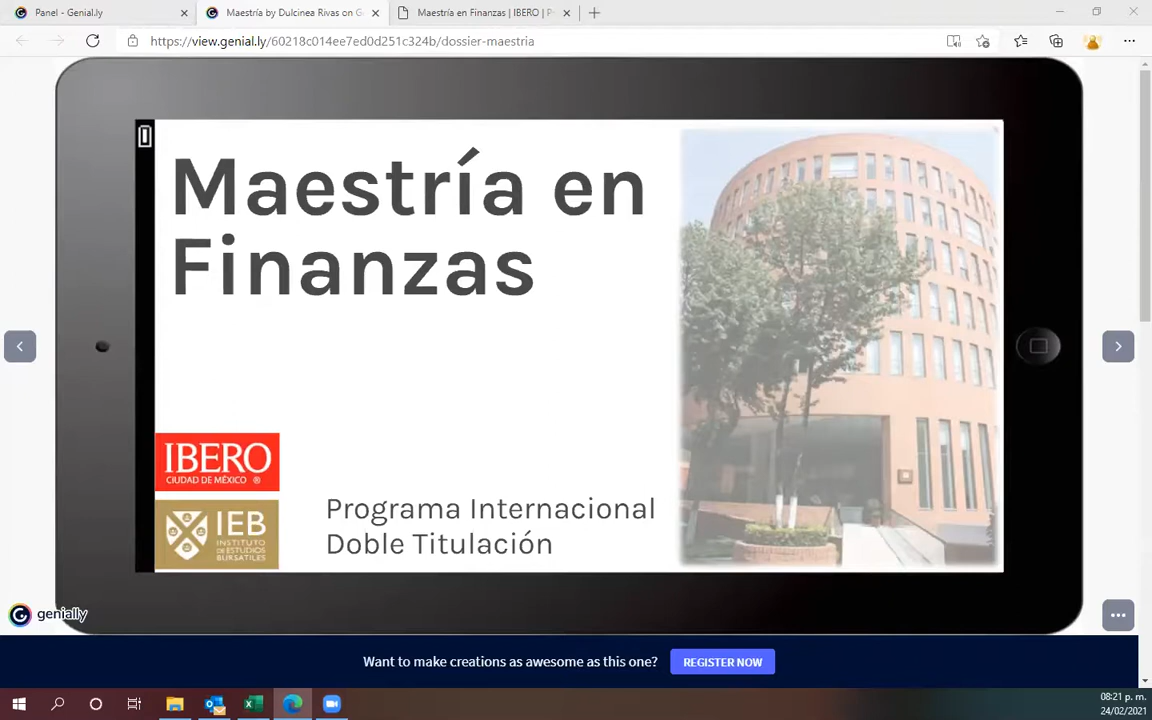 Panel - Genial.ly
Maestría by Dulcinea Rivas on G
Maestría en Finanzas | IBERO | P
https://view.genial.ly/60218c014ee7ed0d251c324b/dossier-maestria
Maestría en
Finanzas
IBERO
CIUDAD DE MÉXICO ®
IEB
INSTITUTO
DE ESTUDIOS
BURSÁTILES
Programa Internacional
Doble Titulación
genially
Want to make creations as awesome as this one?
REGISTER NOW
08:21 p. m.
24/02/2021